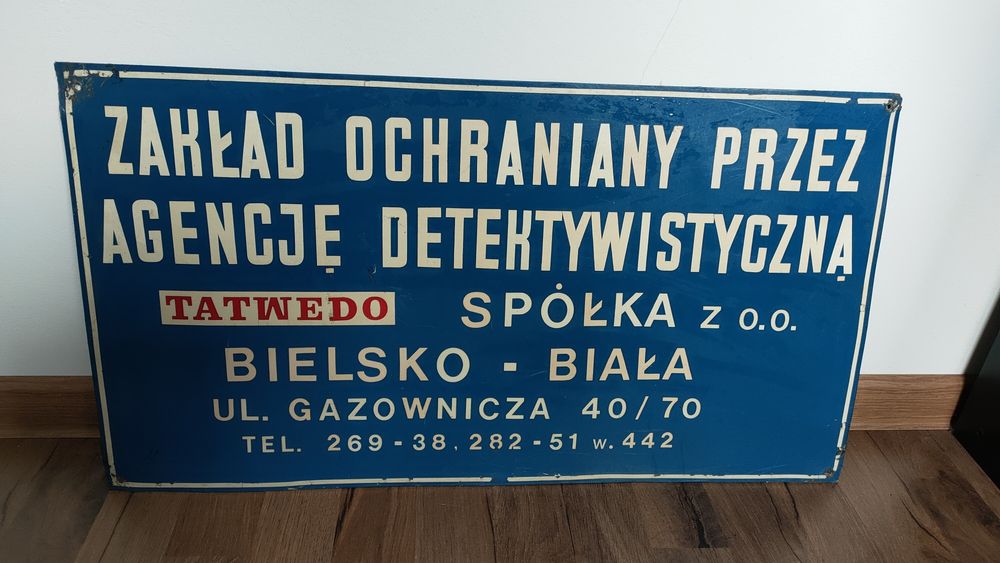 ZAKŁAD OCHRANIANY PRZEZ
AGENCJĘ DETEKTYWISTYCZNĄ
TATWEDO SPÓŁKA z o.o.
BIELSKO - BIAŁA
UL. GAZOWNICZA 40/70
TEL. 269-38, 282-51 w. 442